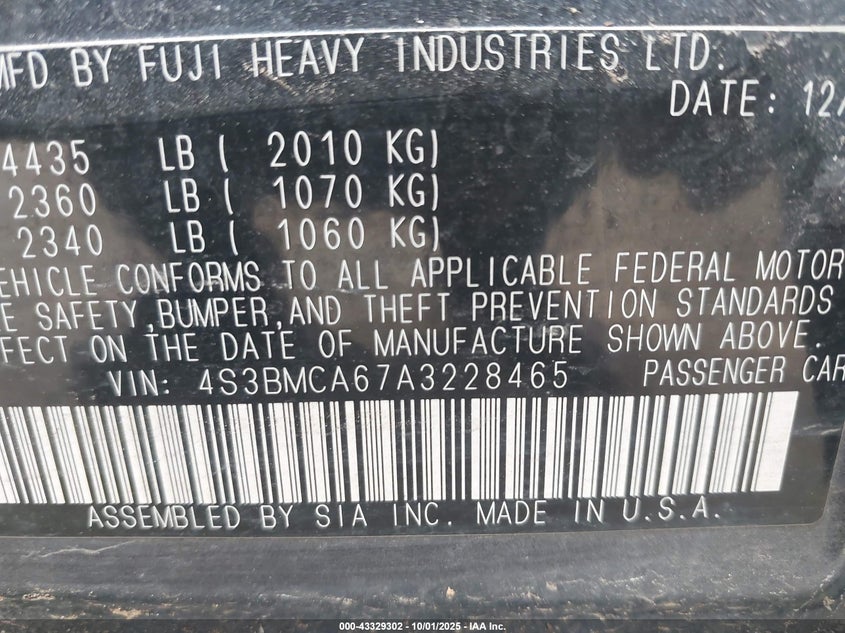 MFD BY FUJI HEAVY INDUSTRIES LTD.
DATE: 12/
4435 LB ( 2010 KG)
2360 LB ( 1070 KG)
2340 LB ( 1060 KG)
EHICLE CONFORMS TO ALL APPLICABLE FEDERAL MOTOR
LE SAFETY,BUMPER,AND THEFT PREVENTION STANDARDS
FFECT ON THE DATE OF MANUFACTURE SHOWN ABOVE.
VIN: 4S3BMCA67A3228465 PASSENGER CAR
ASSEMBLED BY SIA INC. MADE IN U.S.A.
000-43329302 - 10/01/2025 - IAA Inc.